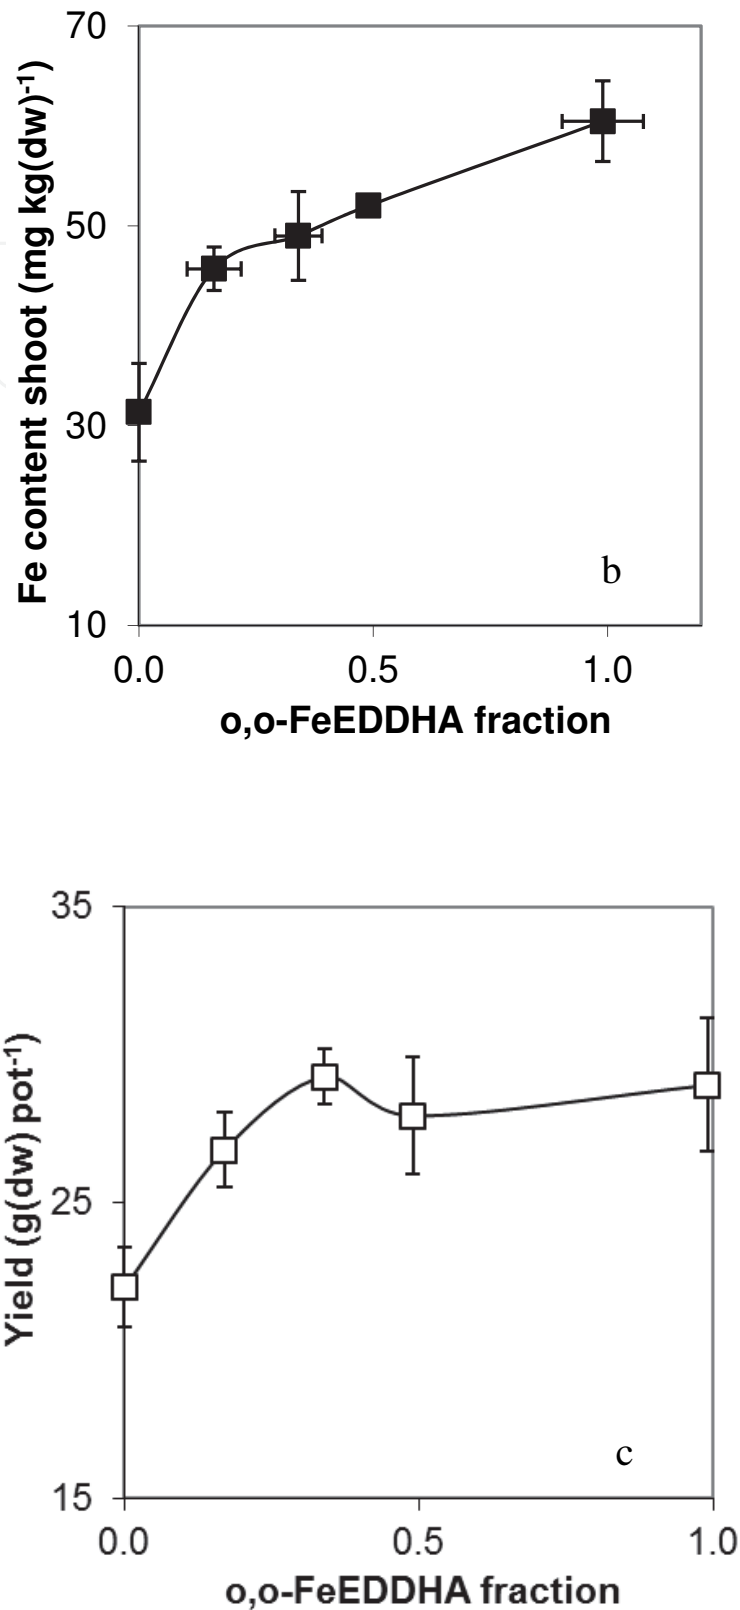 70
50
30
10
Fe content shoot (mg kg(dw)⁻¹)
b
0.0 0.5 1.0
o,o-FeEDDHA fraction
35
25
15
Yield (g(dw) pot⁻¹)
c
0.0 0.5 1.0
o,o-FeEDDHA fraction